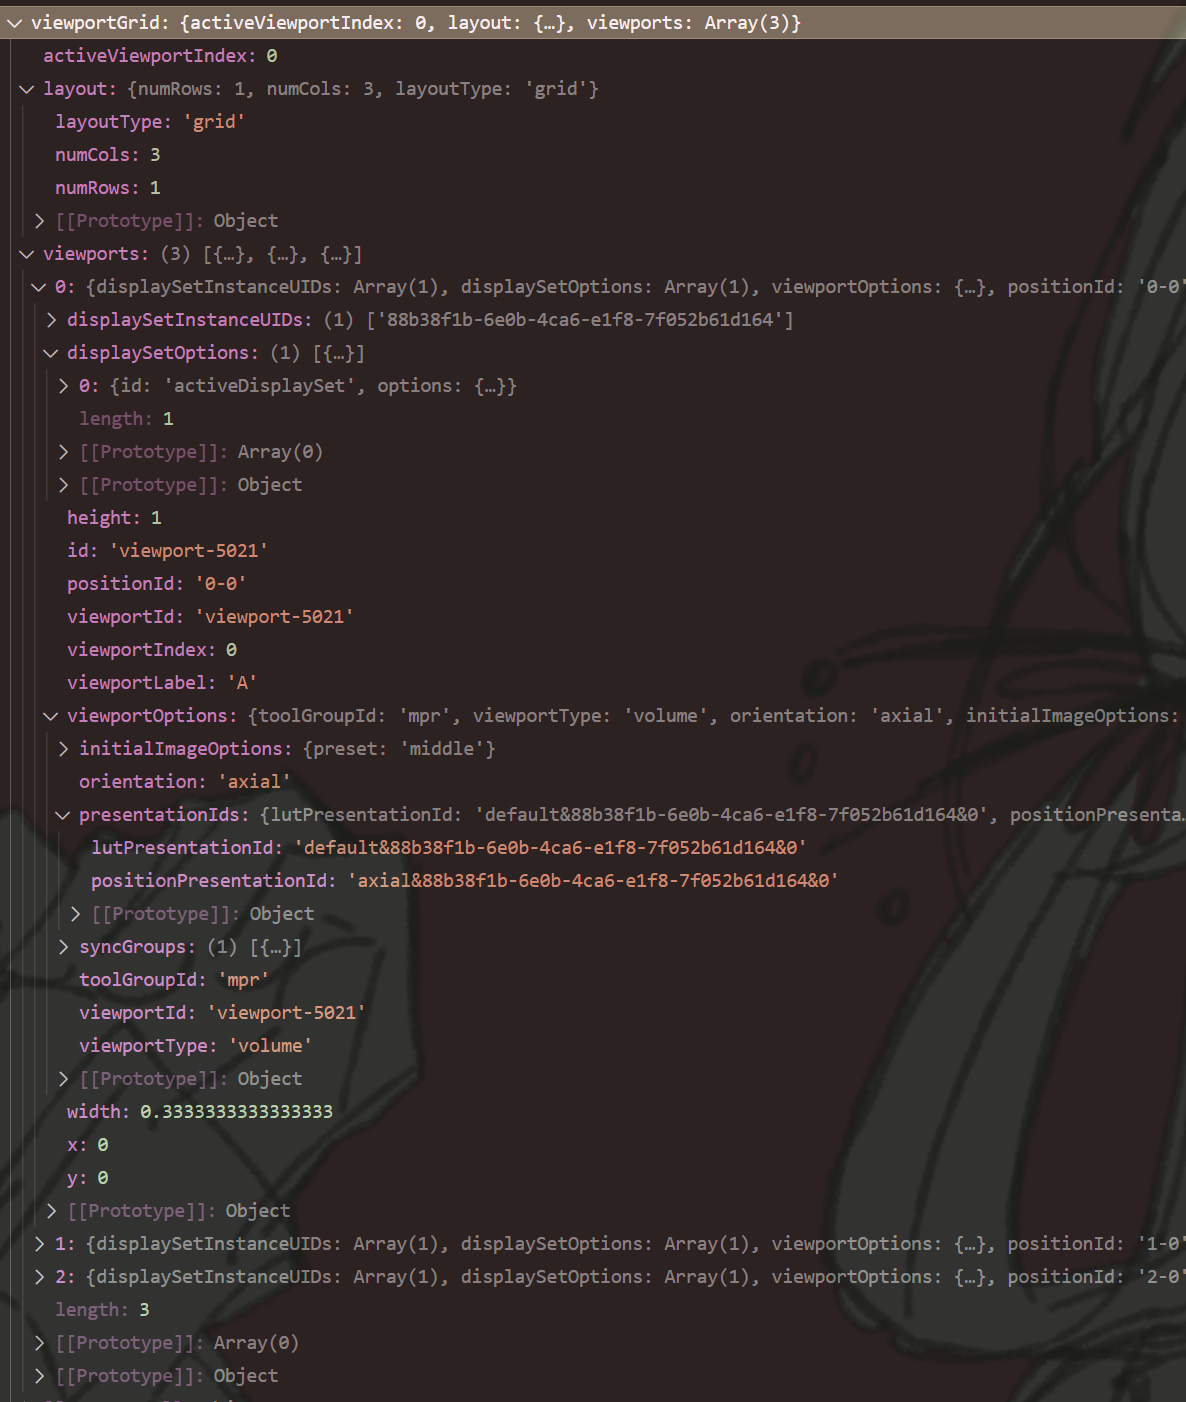 viewportGrid: {activeViewportIndex: 0, layout: {…}, viewports: Array(3)}
activeViewportIndex: 0
layout: {numRows: 1, numCols: 3, layoutType: 'grid'}
layoutType: 'grid'
numCols: 3
numRows: 1
[[Prototype]]: Object
viewports: (3) [{…}, {…}, {…}]
0: {displaySetInstanceUIDs: Array(1), displaySetOptions: Array(1), viewportOptions: {…}, positionId: '0-0'
displaySetInstanceUIDs: (1) ['88b38f1b-6e0b-4ca6-e1f8-7f052b61d164']
displaySetOptions: (1) [{…}]
0: {id: 'activeDisplaySet', options: {…}}
length: 1
[[Prototype]]: Array(0)
[[Prototype]]: Object
height: 1
id: 'viewport-5021'
positionId: '0-0'
viewportId: 'viewport-5021'
viewportIndex: 0
viewportLabel: 'A'
viewportOptions: {toolGroupId: 'mpr', viewportType: 'volume', orientation: 'axial', initialImageOptions:
initialImageOptions: {preset: 'middle'}
orientation: 'axial'
presentationIds: {lutPresentationId: 'default&88b38f1b-6e0b-4ca6-e1f8-7f052b61d164&0', positionPresenta…
lutPresentationId: 'default&88b38f1b-6e0b-4ca6-e1f8-7f052b61d164&0'
positionPresentationId: 'axial&88b38f1b-6e0b-4ca6-e1f8-7f052b61d164&0'
[[Prototype]]: Object
syncGroups: (1) [{…}]
toolGroupId: 'mpr'
viewportId: 'viewport-5021'
viewportType: 'volume'
[[Prototype]]: Object
width: 0.3333333333333333
x: 0
y: 0
[[Prototype]]: Object
1: {displaySetInstanceUIDs: Array(1), displaySetOptions: Array(1), viewportOptions: {…}, positionId: '1-0'
2: {displaySetInstanceUIDs: Array(1), displaySetOptions: Array(1), viewportOptions: {…}, positionId: '2-0'
length: 3
[[Prototype]]: Array(0)
[[Prototype]]: Object